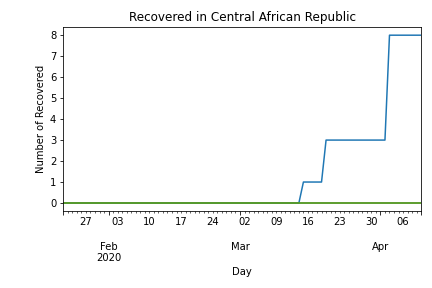 Recovered in Central African Republic
Number of Recovered
8
7
6
5
4
3
2
1
0
27 03 10 17 24 02 09 16 23 30 06
Feb Mar Apr
2020
Day